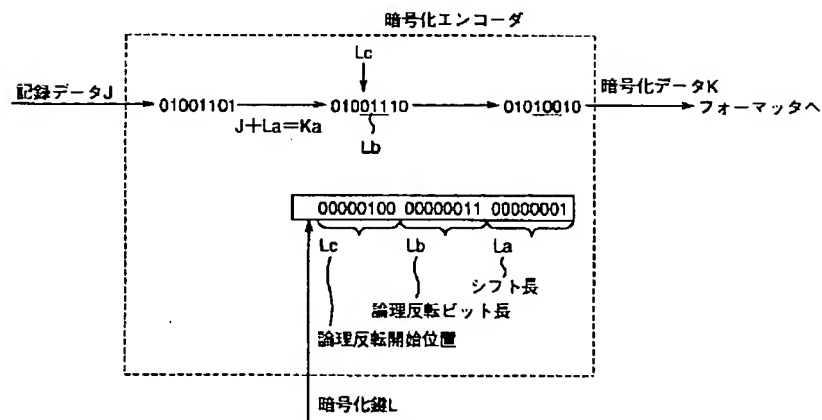 暗号化エンコーダ
Lc
記録データJ
01001101
01001110
01010010
暗号化データK
フォーマッタへ
J+La=Ka
Lb
00000100 00000011 00000001
Lc
Lb
La
シフト長
論理反転ビット長
論理反転開始位置
暗号化鍵L